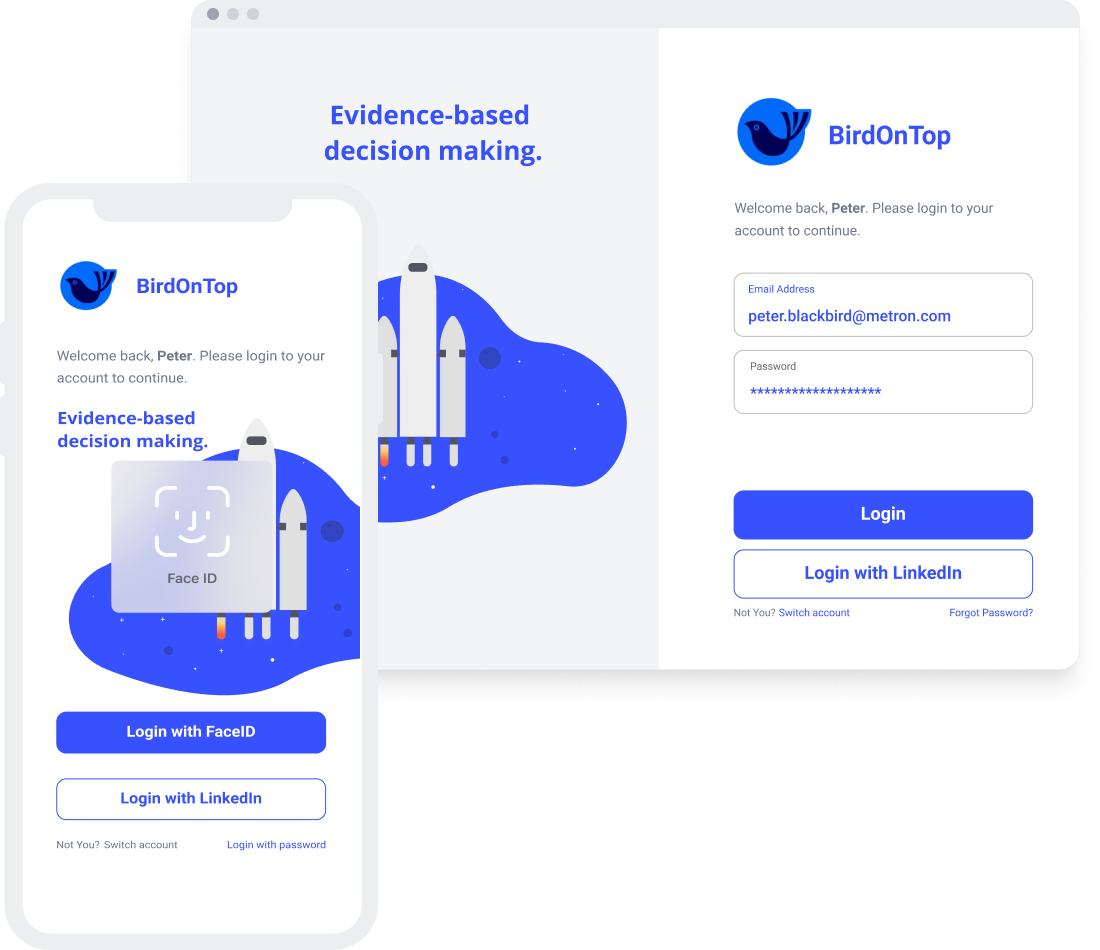 Evidence-based
decision making.
BirdOnTop
Welcome back, Peter. Please login to your
account to continue.
Email Address
peter.blackbird@metron.com
Password
******************
Login
Login with LinkedIn
Not You? Switch account
Forgot Password?
BirdOnTop
Welcome back, Peter. Please login to your
account to continue.
Evidence-based
decision making.
Face ID
Login with FaceID
Login with LinkedIn
Not You? Switch account
Login with password